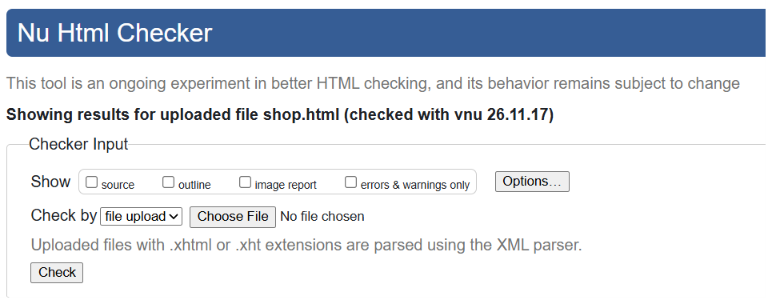 Nu Html Checker
This tool is an ongoing experiment in better HTML checking, and its behavior remains subject to change
Showing results for uploaded file shop.html (checked with vnu 26.11.17)
Checker Input
Show source outline image report errors & warnings only Options...
Check by file upload Choose File No file chosen
Uploaded files with .xhtml or .xht extensions are parsed using the XML parser.
Check